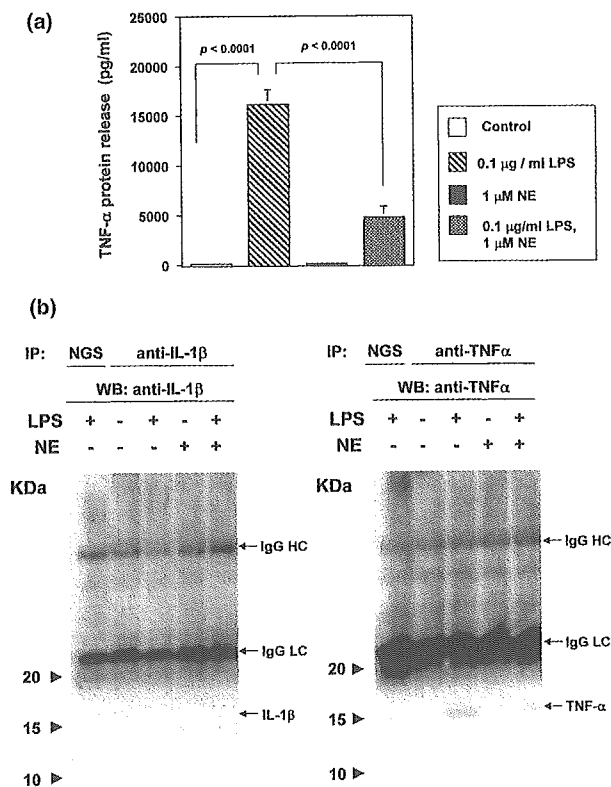 (a)
TNF-α protein release (pg/ml)
25000
20000
15000
10000
5000
0
p < 0.0001
p < 0.0001
Control
0.1 µg / ml LPS
1 µM NE
0.1 µg/ml LPS,
1 µM NE
(b)
IP: NGS anti-IL-1β
WB: anti-IL-1β
LPS + - + - +
NE - - - + +
KDa
IgG HC
IgG LC
20
IL-1β
15
10
IP: NGS anti-TNFα
WB: anti-TNFα
+ - + - +
- - - + +
KDa
IgG HC
IgG LC
20
TNF-α
15
10